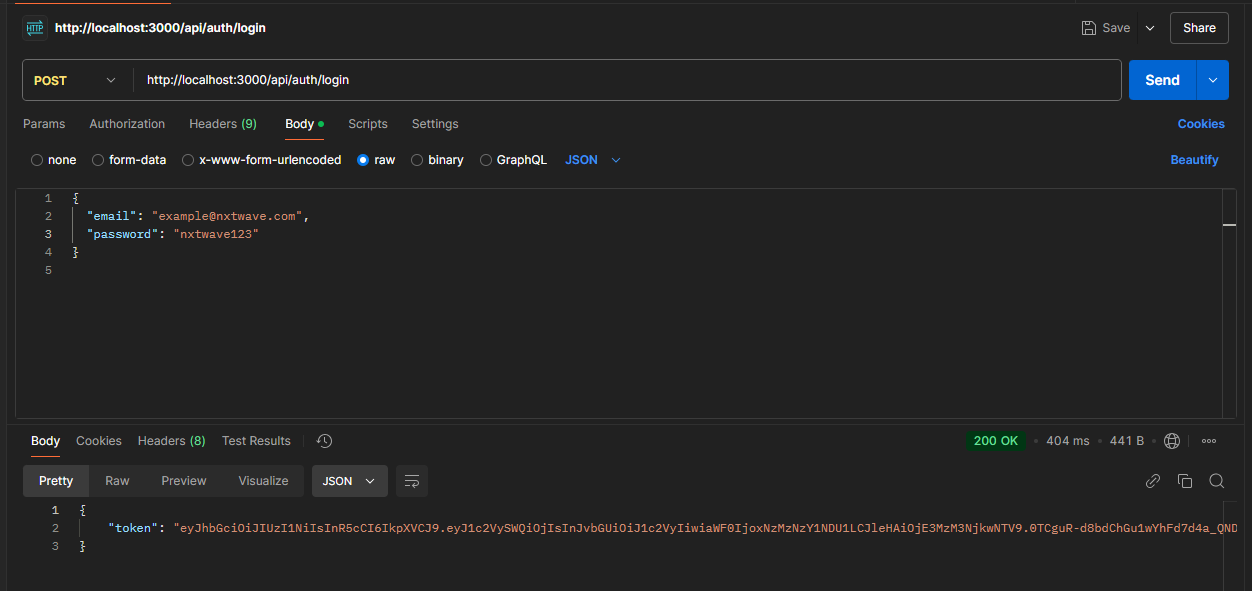 HTTP http://localhost:3000/api/auth/login Save Share
POST http://localhost:3000/api/auth/login Send
Params Authorization Headers (9) Body Scripts Settings Cookies
none form-data x-www-form-urlencoded raw binary GraphQL JSON Beautify
1 {
2 "email": "example@nxtwave.com",
3 "password": "nxtwave123"
4 }
5
Body Cookies Headers (8) Test Results 200 OK • 404 ms • 441 B •
Pretty Raw Preview Visualize JSON
1 {
2 "token": "eyJhbGciOiJIUzI1NiIsInR5cCI6IkpXVCJ9.eyJ1c2VySWQiOjIsInJvbGUiOiJ1c2VyIiwiaWF0IjoxNzMzNzY1NDU1LCJleHAiOjE3MzM3NjkwNTV9.0TCguR-d8bdChGu1wYhFd7d4a_QND
3 }